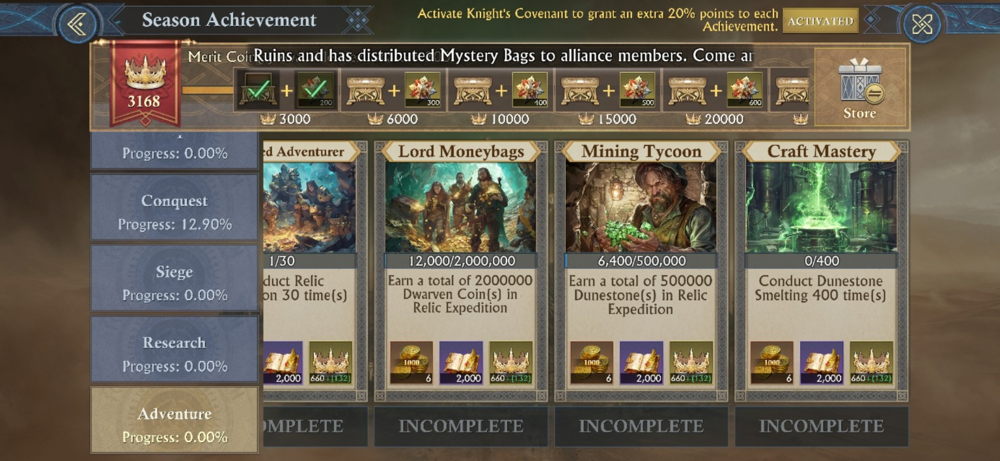 Season Achievement
Activate Knight's Covenant to grant an extra 20% points to each
Achievement.
ACTIVATED
Merit Coin
Ruins and has distributed Mystery Bags to alliance members. Come
3168
200
300
400
500
600
3000
6000
10000
15000
20000
Store
Progress: 0.00%
Conquest
Progress: 12.90%
Siege
Progress: 0.00%
Research
Progress: 0.00%
Adventure
Progress: 0.00%
ed Adventurer
1/30
duct Relic
on 30 time(s)
2,000
660+(132)
OMPLETE
Lord Moneybags
12,000/2,000,000
Earn a total of 2000000
Dwarven Coin(s) in
Relic Expedition
1000
6
2,000
660+(132)
INCOMPLETE
Mining Tycoon
6,400/500,000
Earn a total of 500000
Dunestone(s) in Relic
Expedition
1000
6
2,000
660+(132)
INCOMPLETE
Craft Mastery
0/400
Conduct Dunestone
Smelting 400 time(s)
1000
6
2,000
660+(132)
INCOMPLETE